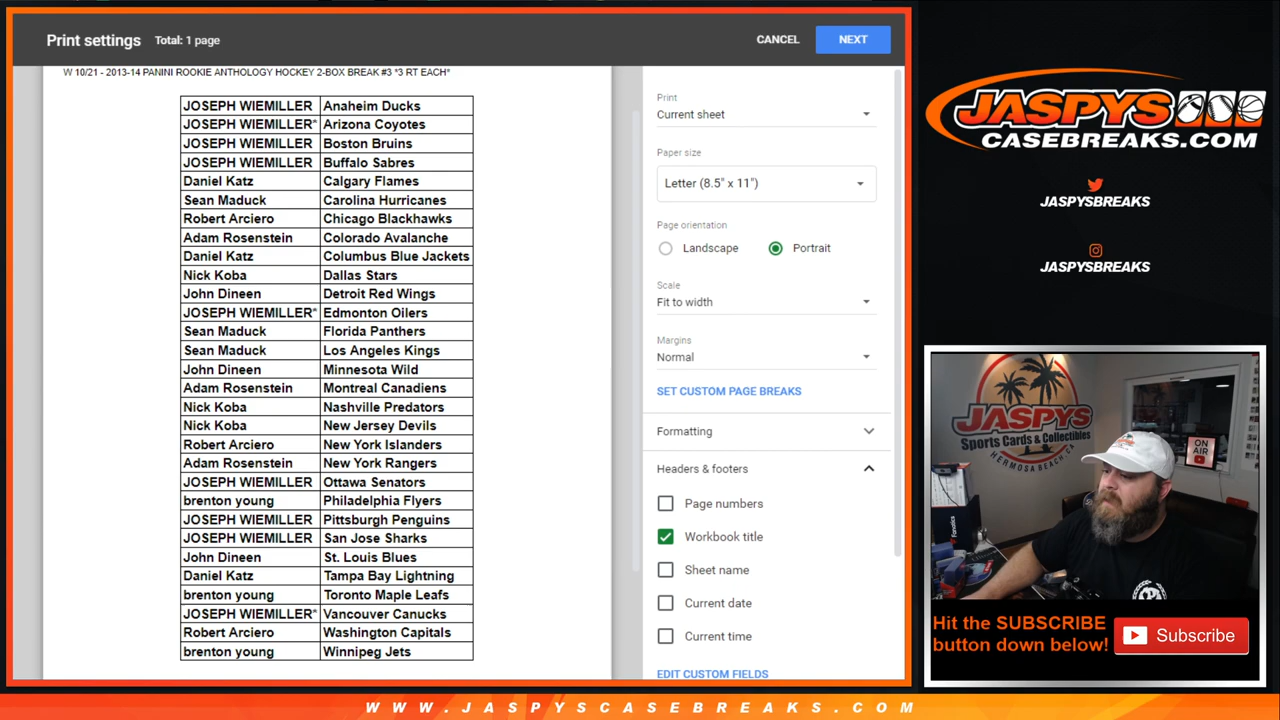 Print settings Total: 1 page
CANCEL NEXT
W 10/21 - 2013-14 PANINI ROOKIE ANTHOLOGY HOCKEY 2-BOX BREAK #3 *3 RT EACH*
JOSEPH WIEMILLER Anaheim Ducks
JOSEPH WIEMILLER* Arizona Coyotes
JOSEPH WIEMILLER Boston Bruins
JOSEPH WIEMILLER Buffalo Sabres
Daniel Katz Calgary Flames
Sean Maduck Carolina Hurricanes
Robert Arciero Chicago Blackhawks
Adam Rosenstein Colorado Avalanche
Daniel Katz Columbus Blue Jackets
Nick Koba Dallas Stars
John Dineen Detroit Red Wings
JOSEPH WIEMILLER* Edmonton Oilers
Sean Maduck Florida Panthers
Sean Maduck Los Angeles Kings
John Dineen Minnesota Wild
Adam Rosenstein Montreal Canadiens
Nick Koba Nashville Predators
Nick Koba New Jersey Devils
Robert Arciero New York Islanders
Adam Rosenstein New York Rangers
JOSEPH WIEMILLER Ottawa Senators
brenton young Philadelphia Flyers
JOSEPH WIEMILLER Pittsburgh Penguins
JOSEPH WIEMILLER San Jose Sharks
John Dineen St. Louis Blues
Daniel Katz Tampa Bay Lightning
brenton young Toronto Maple Leafs
JOSEPH WIEMILLER* Vancouver Canucks
Robert Arciero Washington Capitals
brenton young Winnipeg Jets
Print
Current sheet
Paper size
Letter (8.5" x 11")
Page orientation
Landscape Portrait
Scale
Fit to width
Margins
Normal
SET CUSTOM PAGE BREAKS
Formatting
Headers & footers
Page numbers
Workbook title
Sheet name
Current date
Current time
EDIT CUSTOM FIELDS
JASPYS
CASEBREAKS.COM
JASPYSBREAKS
JASPYSBREAKS
JASPYS
Sports Cards & Collectibles
HERMOSA BEACH CA
ON
AIR
Fanatics
Hit the SUBSCRIBE
button down below!
Subscribe
WWW.JASPYSCASEBREAKS.COM